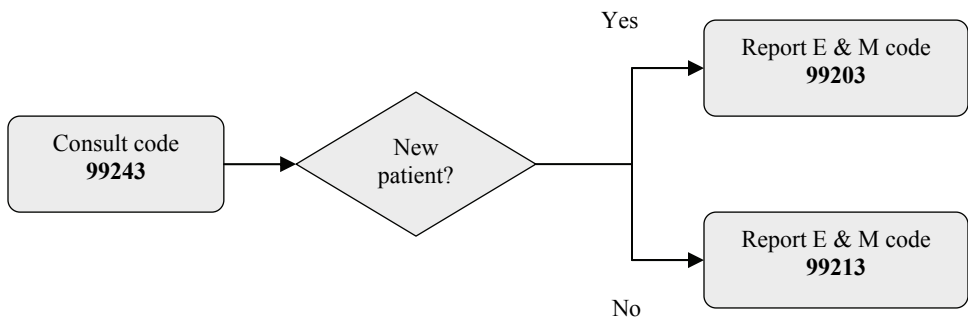 Yes
Report E & M code
99203
Consult code
99243
New
patient?
Report E & M code
99213
No